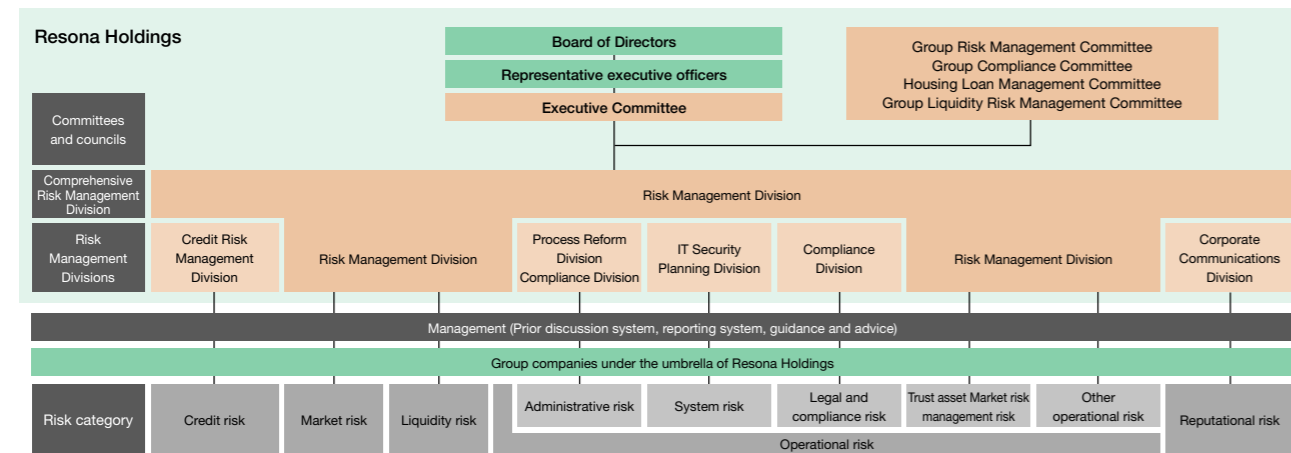 Resona Holdings
Board of Directors
Representative executive officers
Executive Committee
Group Risk Management Committee
Group Compliance Committee
Housing Loan Management Committee
Group Liquidity Risk Management Committee
Committees
and councils
Comprehensive
Risk Management
Division
Risk Management Division
Risk
Management
Divisions
Credit Risk
Management
Division
Risk Management Division
Process Reform
Division
Compliance Division
IT Security
Planning Division
Compliance
Division
Risk Management Division
Corporate
Communications
Division
Management (Prior discussion system, reporting system, guidance and advice)
Group companies under the umbrella of Resona Holdings
Risk category
Credit risk
Market risk
Liquidity risk
Administrative risk
System risk
Legal and
compliance risk
Trust asset Market risk
management risk
Other
operational risk
Operational risk
Reputational risk